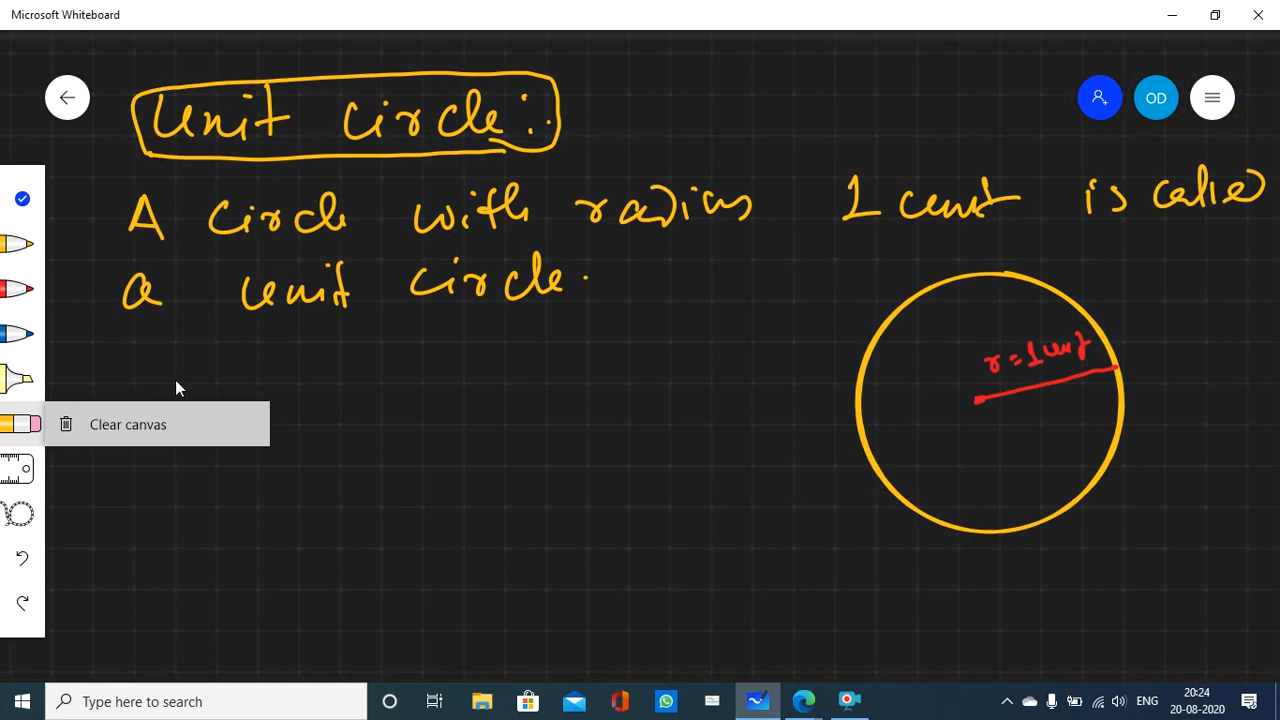 Microsoft Whiteboard
Unit circle:
OD
A circle with radius 1 unit is called
a unit circle.
r = 1 unit
Clear canvas
Type here to search
ENG
20:24
20-08-2020